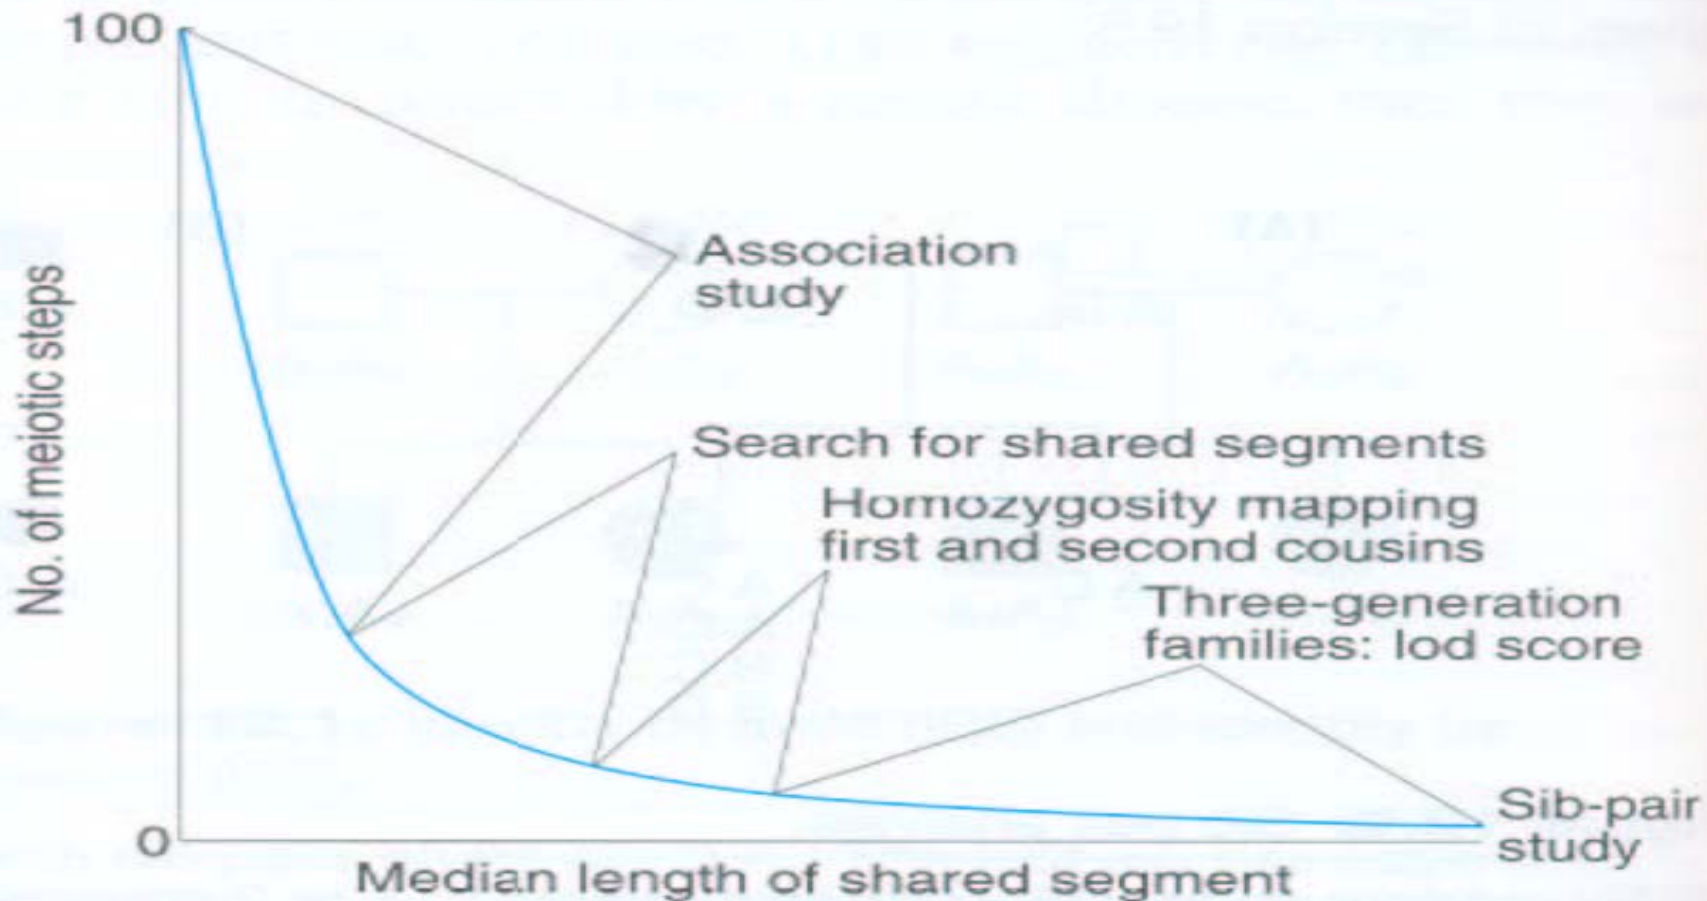 100
No. of meiotic steps
Association
study
Search for shared segments
Homozygosity mapping
first and second cousins
Three-generation
families: lod score
Sib-pair
study
0
Median length of shared segment